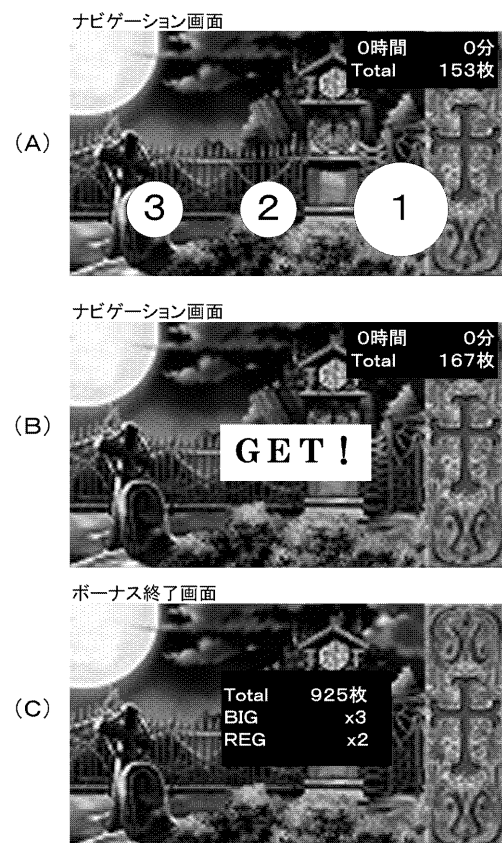 ナビゲーション画面
(A)
0時間 0分
Total 153枚
3 2 1
ナビゲーション画面
(B)
0時間 0分
Total 167枚
GET!
ボーナス終了画面
(C)
Total 925枚
BIG x3
REG x2